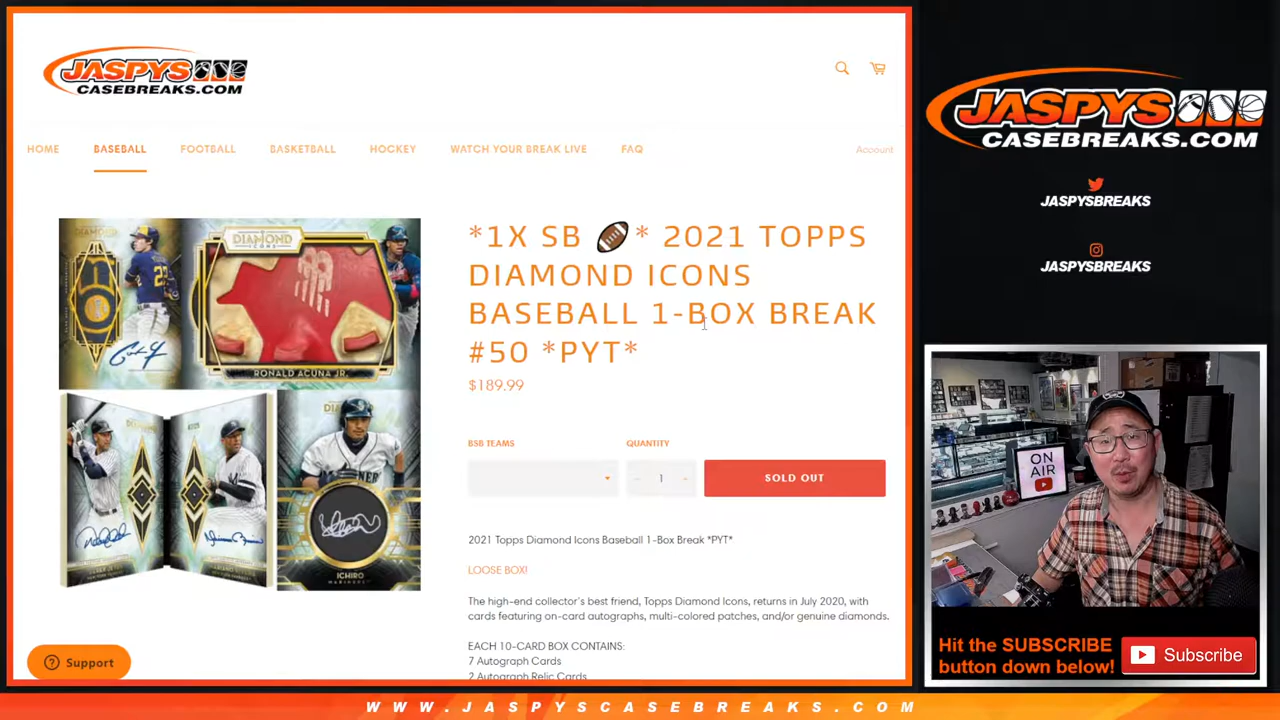 JASPYS
CASEBREAKS.COM
HOME
BASEBALL
FOOTBALL
BASKETBALL
HOCKEY
WATCH YOUR BREAK LIVE
FAQ
Account
DIAMOND ICONS
RONALD ACUNA JR.
ICHIRO
MARINERS
*1X SB 🏈* 2021 TOPPS
DIAMOND ICONS
BASEBALL 1-BOX BREAK
#50 *PYT*
$189.99
BSB TEAMS
QUANTITY
− 1 +
SOLD OUT
2021 Topps Diamond Icons Baseball 1-Box Break *PYT*
LOOSE BOX!
The high-end collector's best friend, Topps Diamond Icons, returns in July 2020, with
cards featuring on-card autographs, multi-colored patches, and/or genuine diamonds.
EACH 10-CARD BOX CONTAINS:
7 Autograph Cards
2 Autograph Relic Cards
Support
JASPYS
CASEBREAKS.COM
JASPYSBREAKS
JASPYSBREAKS
ON
AIR
Hit the SUBSCRIBE
button down below!
Subscribe
WWW.JASPYSCASEBREAKS.COM